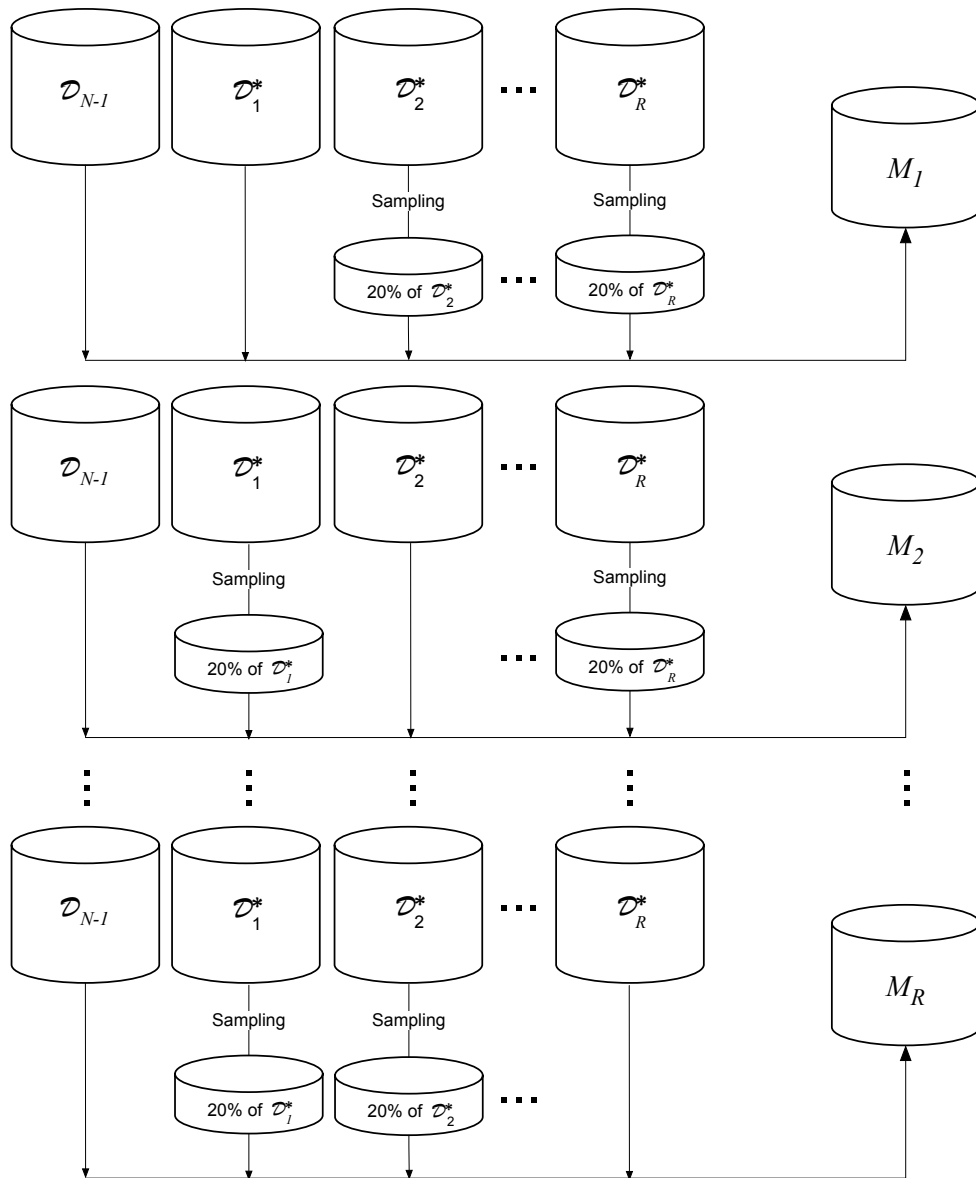 𝒟N-1 𝒟*1 𝒟*2 ... 𝒟*R
M1
Sampling Sampling
20% of 𝒟*2 ... 20% of 𝒟*R
𝒟N-1 𝒟*1 𝒟*2 ... 𝒟*R
M2
Sampling Sampling
20% of 𝒟*1 ... 20% of 𝒟*R
𝒟N-1 𝒟*1 𝒟*2 ... 𝒟*R
MR
Sampling Sampling
20% of 𝒟*1 20% of 𝒟*2 ...